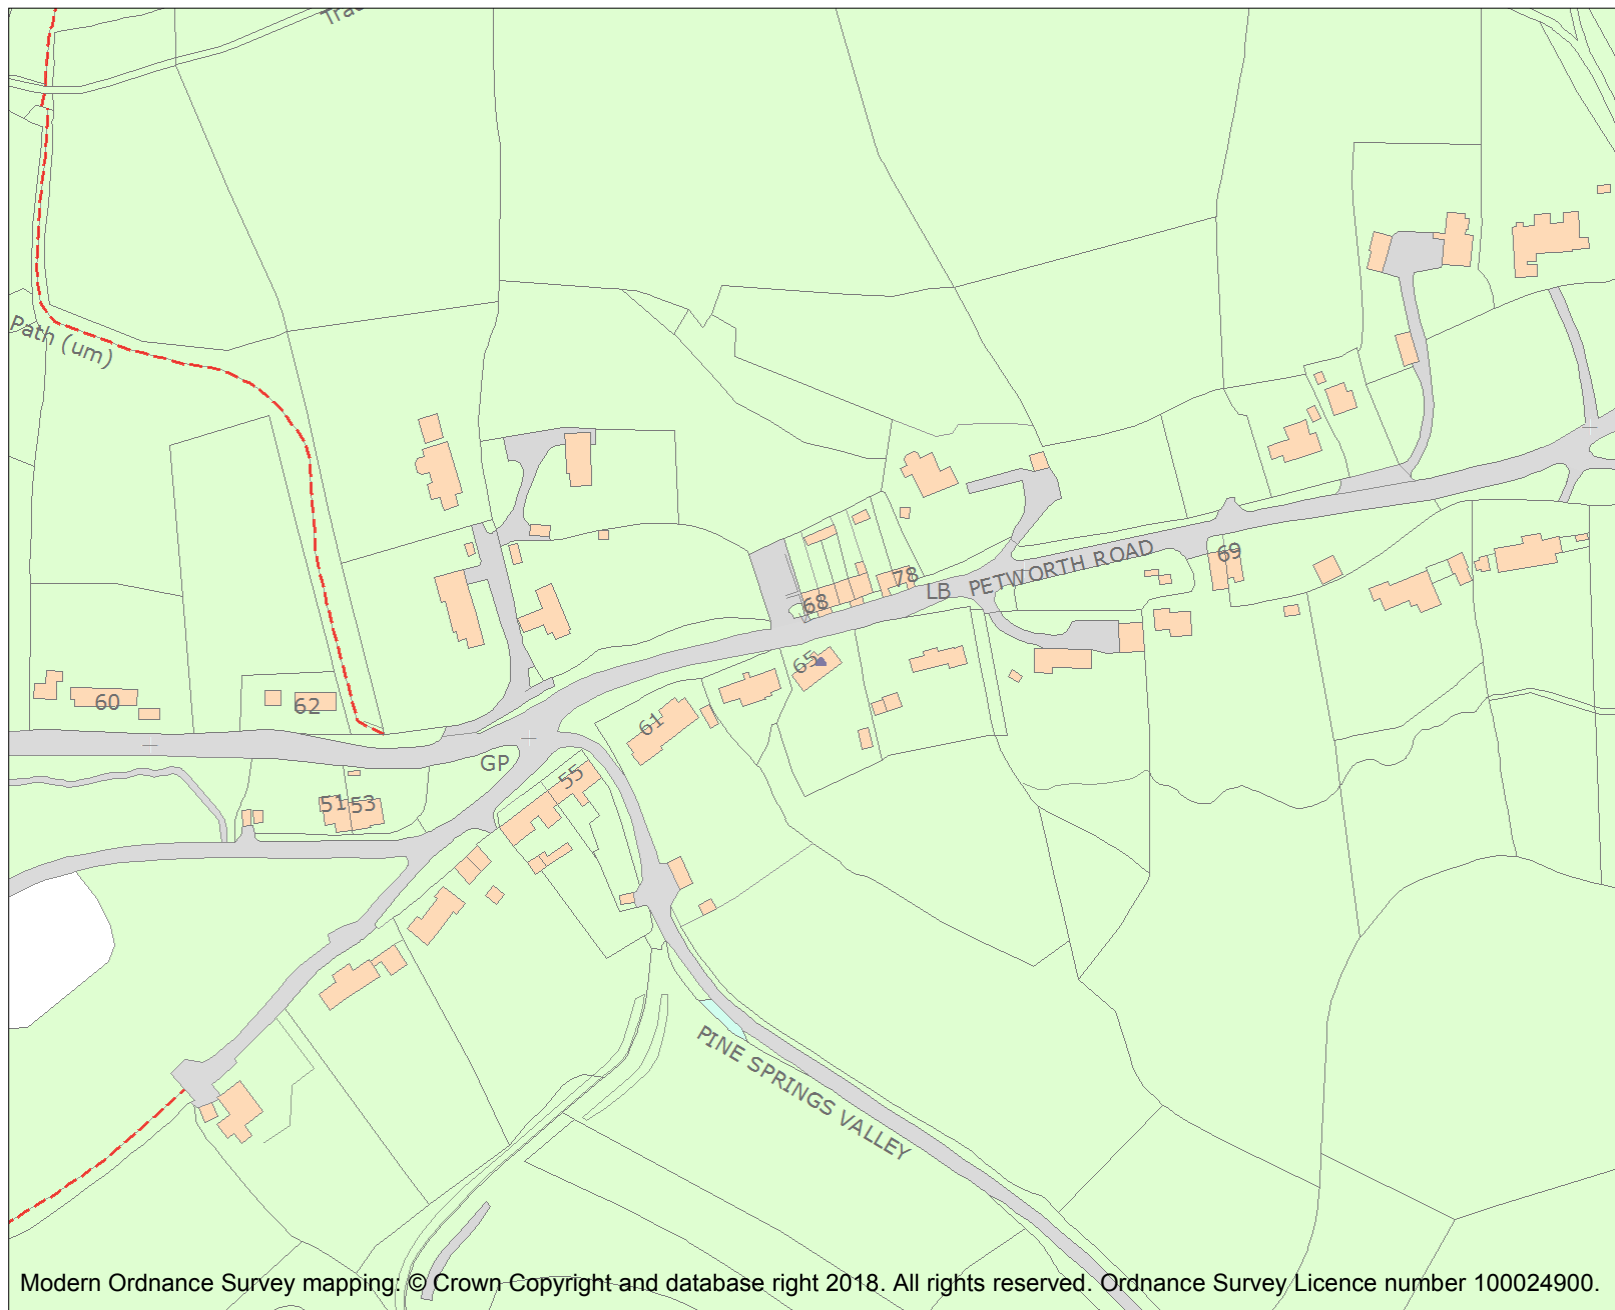 Path (um)
60
62
51
53
GP
55
61
65
68
78
LB
PETWORTH ROAD
69
PINE SPRINGS VALLEY
Modern Ordnance Survey mapping: © Crown Copyright and database right 2018. All rights reserved. Ordnance Survey Licence number 100024900.